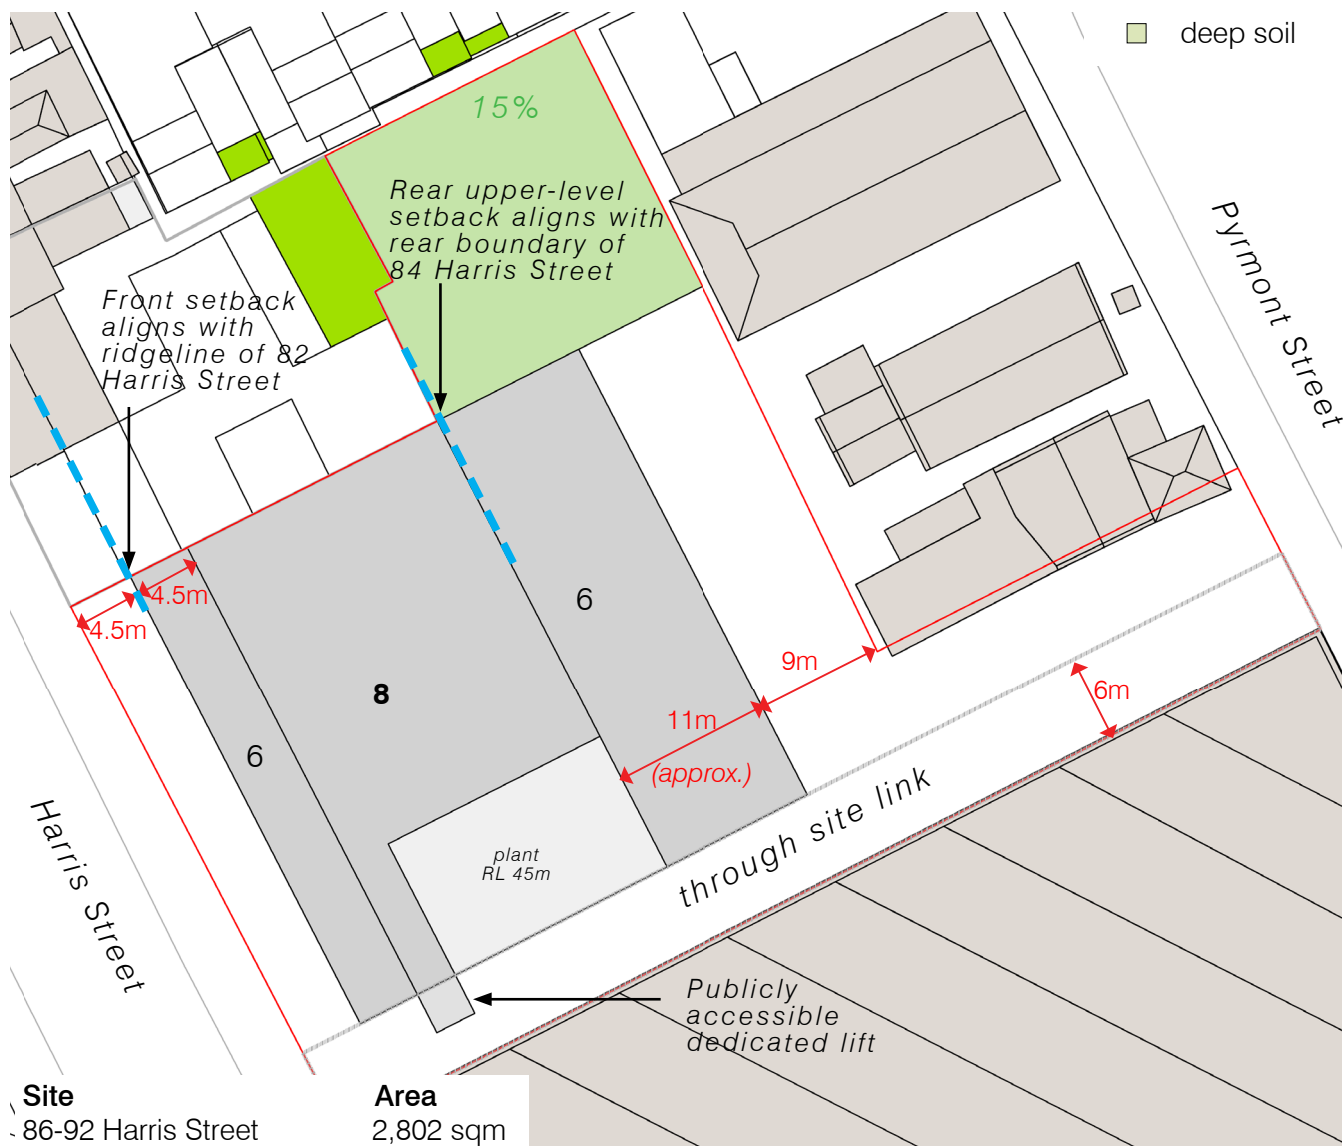 deep soil
15%
Rear upper-level
setback aligns with
rear boundary of
84 Harris Street
Front setback
aligns with
ridgeline of 82
Harris Street
Pyrmont Street
4.5m
4.5m
6
8
6
9m
11m
(approx.)
6m
plant
RL 45m
through site link
Harris Street
Publicly
accessible
dedicated lift
Site Area
86-92 Harris Street 2,802 sqm